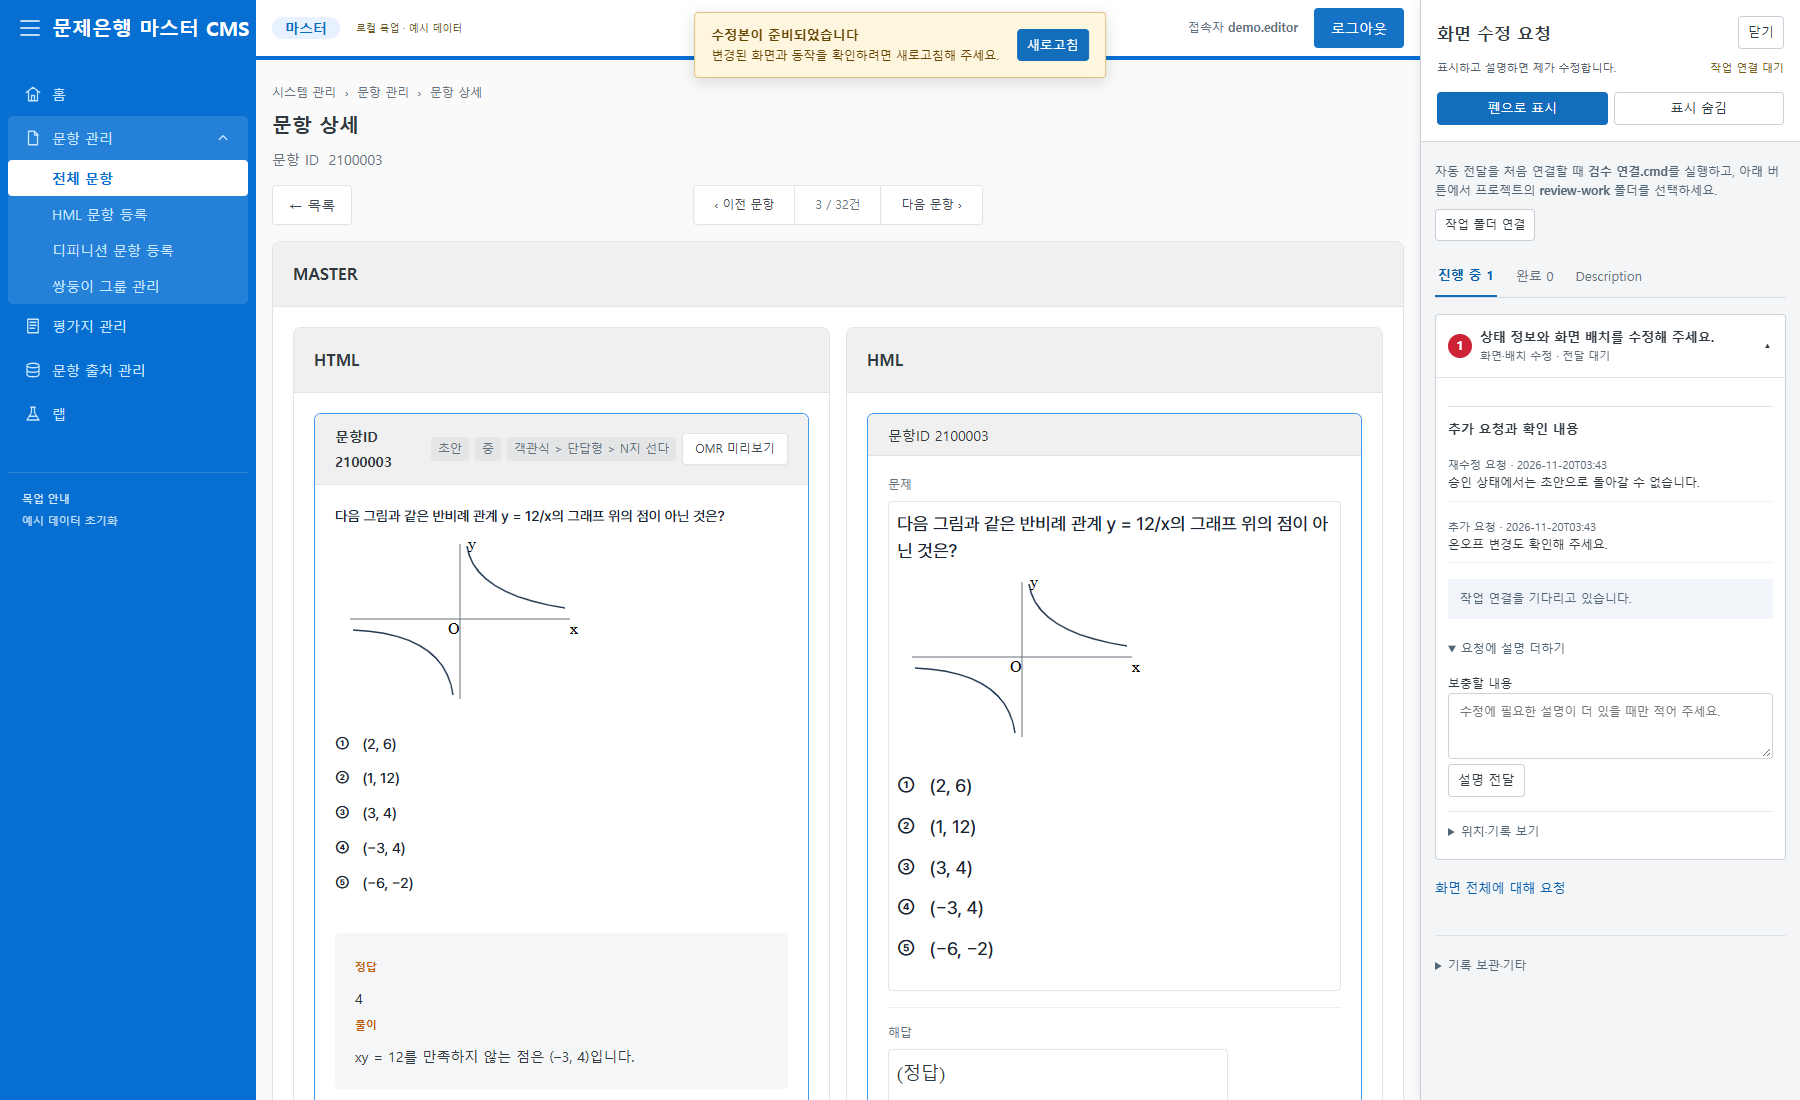 문제은행 마스터 CMS
홈
문항 관리
전체 문항
HML 문항 등록
디피니션 문항 등록
쌍둥이 그룹 관리
평가지 관리
문항 출처 관리
랩
목업 안내
예시 데이터 초기화
마스터
로컬 목업 · 예시 데이터
수정본이 준비되었습니다
변경된 화면과 동작을 확인하려면 새로고침해 주세요.
새로고침
접속자 demo.editor
로그아웃
시스템 관리 › 문항 관리 › 문항 상세
문항 상세
문항 ID 2100003
← 목록
‹ 이전 문항
3 / 32건
다음 문항 ›
MASTER
HTML
문항ID
2100003
초안
중
객관식 > 단답형 > N지 선다
OMR 미리보기
다음 그림과 같은 반비례 관계 y = 12/x의 그래프 위의 점이 아닌 것은?
y
O
x
① (2, 6)
② (1, 12)
③ (3, 4)
④ (−3, 4)
⑤ (−6, −2)
정답
4
풀이
xy = 12를 만족하지 않는 점은 (−3, 4)입니다.
HML
문항ID 2100003
문제
다음 그림과 같은 반비례 관계 y = 12/x의 그래프 위의 점이 아
닌 것은?
y
O
x
① (2, 6)
② (1, 12)
③ (3, 4)
④ (−3, 4)
⑤ (−6, −2)
해답
(정답)
화면 수정 요청
닫기
표시하고 설명하면 제가 수정합니다.
작업 연결 대기
펜으로 표시
표시 숨김
자동 전달을 처음 연결할 때 검수 연결.cmd를 실행하고, 아래 버
튼에서 프로젝트의 review-work 폴더를 선택하세요.
작업 폴더 연결
진행 중 1
완료 0
Description
1
상태 정보와 화면 배치를 수정해 주세요.
화면·배치 수정 · 전달 대기
▲
추가 요청과 확인 내용
재수정 요청 · 2026-11-20T03:43
승인 상태에서는 초안으로 돌아갈 수 없습니다.
추가 요청 · 2026-11-20T03:43
온오프 변경도 확인해 주세요.
작업 연결을 기다리고 있습니다.
▼ 요청에 설명 더하기
보충할 내용
수정에 필요한 설명이 더 있을 때만 적어 주세요.
설명 전달
▶ 위치·기록 보기
화면 전체에 대해 요청
▶ 기록 보관·기타